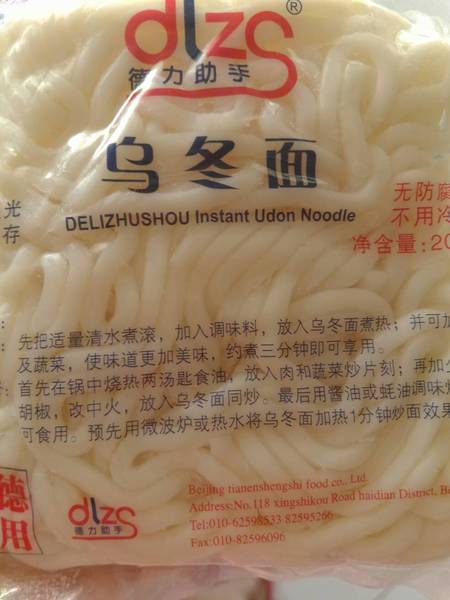 dlzs®
德力助手
乌冬面
DELIZHUSHOU Instant Udon Noodle
光
存
无防腐
不用冷
净含量:20
先把适量清水煮滚，加入调味料，放入乌冬面煮热；并可加
及蔬菜，使味道更加美味，约煮三分钟即可享用。
首先在锅中烧热两汤匙食油，放入肉和蔬菜炒片刻；再加
胡椒，改中火，放入乌冬面同炒。最后用酱油或蚝油调味
可食用。预先用微波炉或热水将乌冬面加热1分钟炒面效果
德
用
dlzs
德力助手
Beijing tianenshengshi food co., Ltd.
Address:No.118 xingshikou Road haidian District, Be
Tel:010-62598533 82595266
Fax:010-82596096